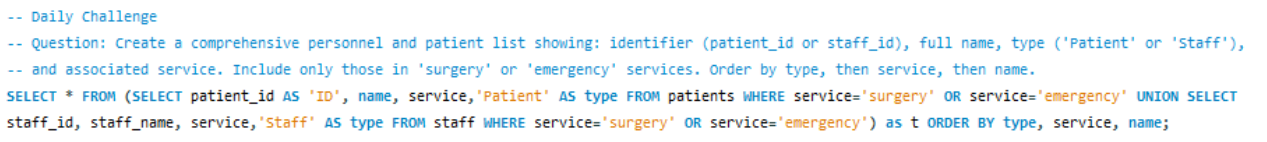 -- Daily Challenge
-- Question: Create a comprehensive personnel and patient list showing: identifier (patient_id or staff_id), full name, type ('Patient' or 'Staff'),
-- and associated service. Include only those in 'surgery' or 'emergency' services. Order by type, then service, then name.
SELECT * FROM (SELECT patient_id AS 'ID', name, service,'Patient' AS type FROM patients WHERE service='surgery' OR service='emergency' UNION SELECT
staff_id, staff_name, service,'Staff' AS type FROM staff WHERE service='surgery' OR service='emergency') as t ORDER BY type, service, name;